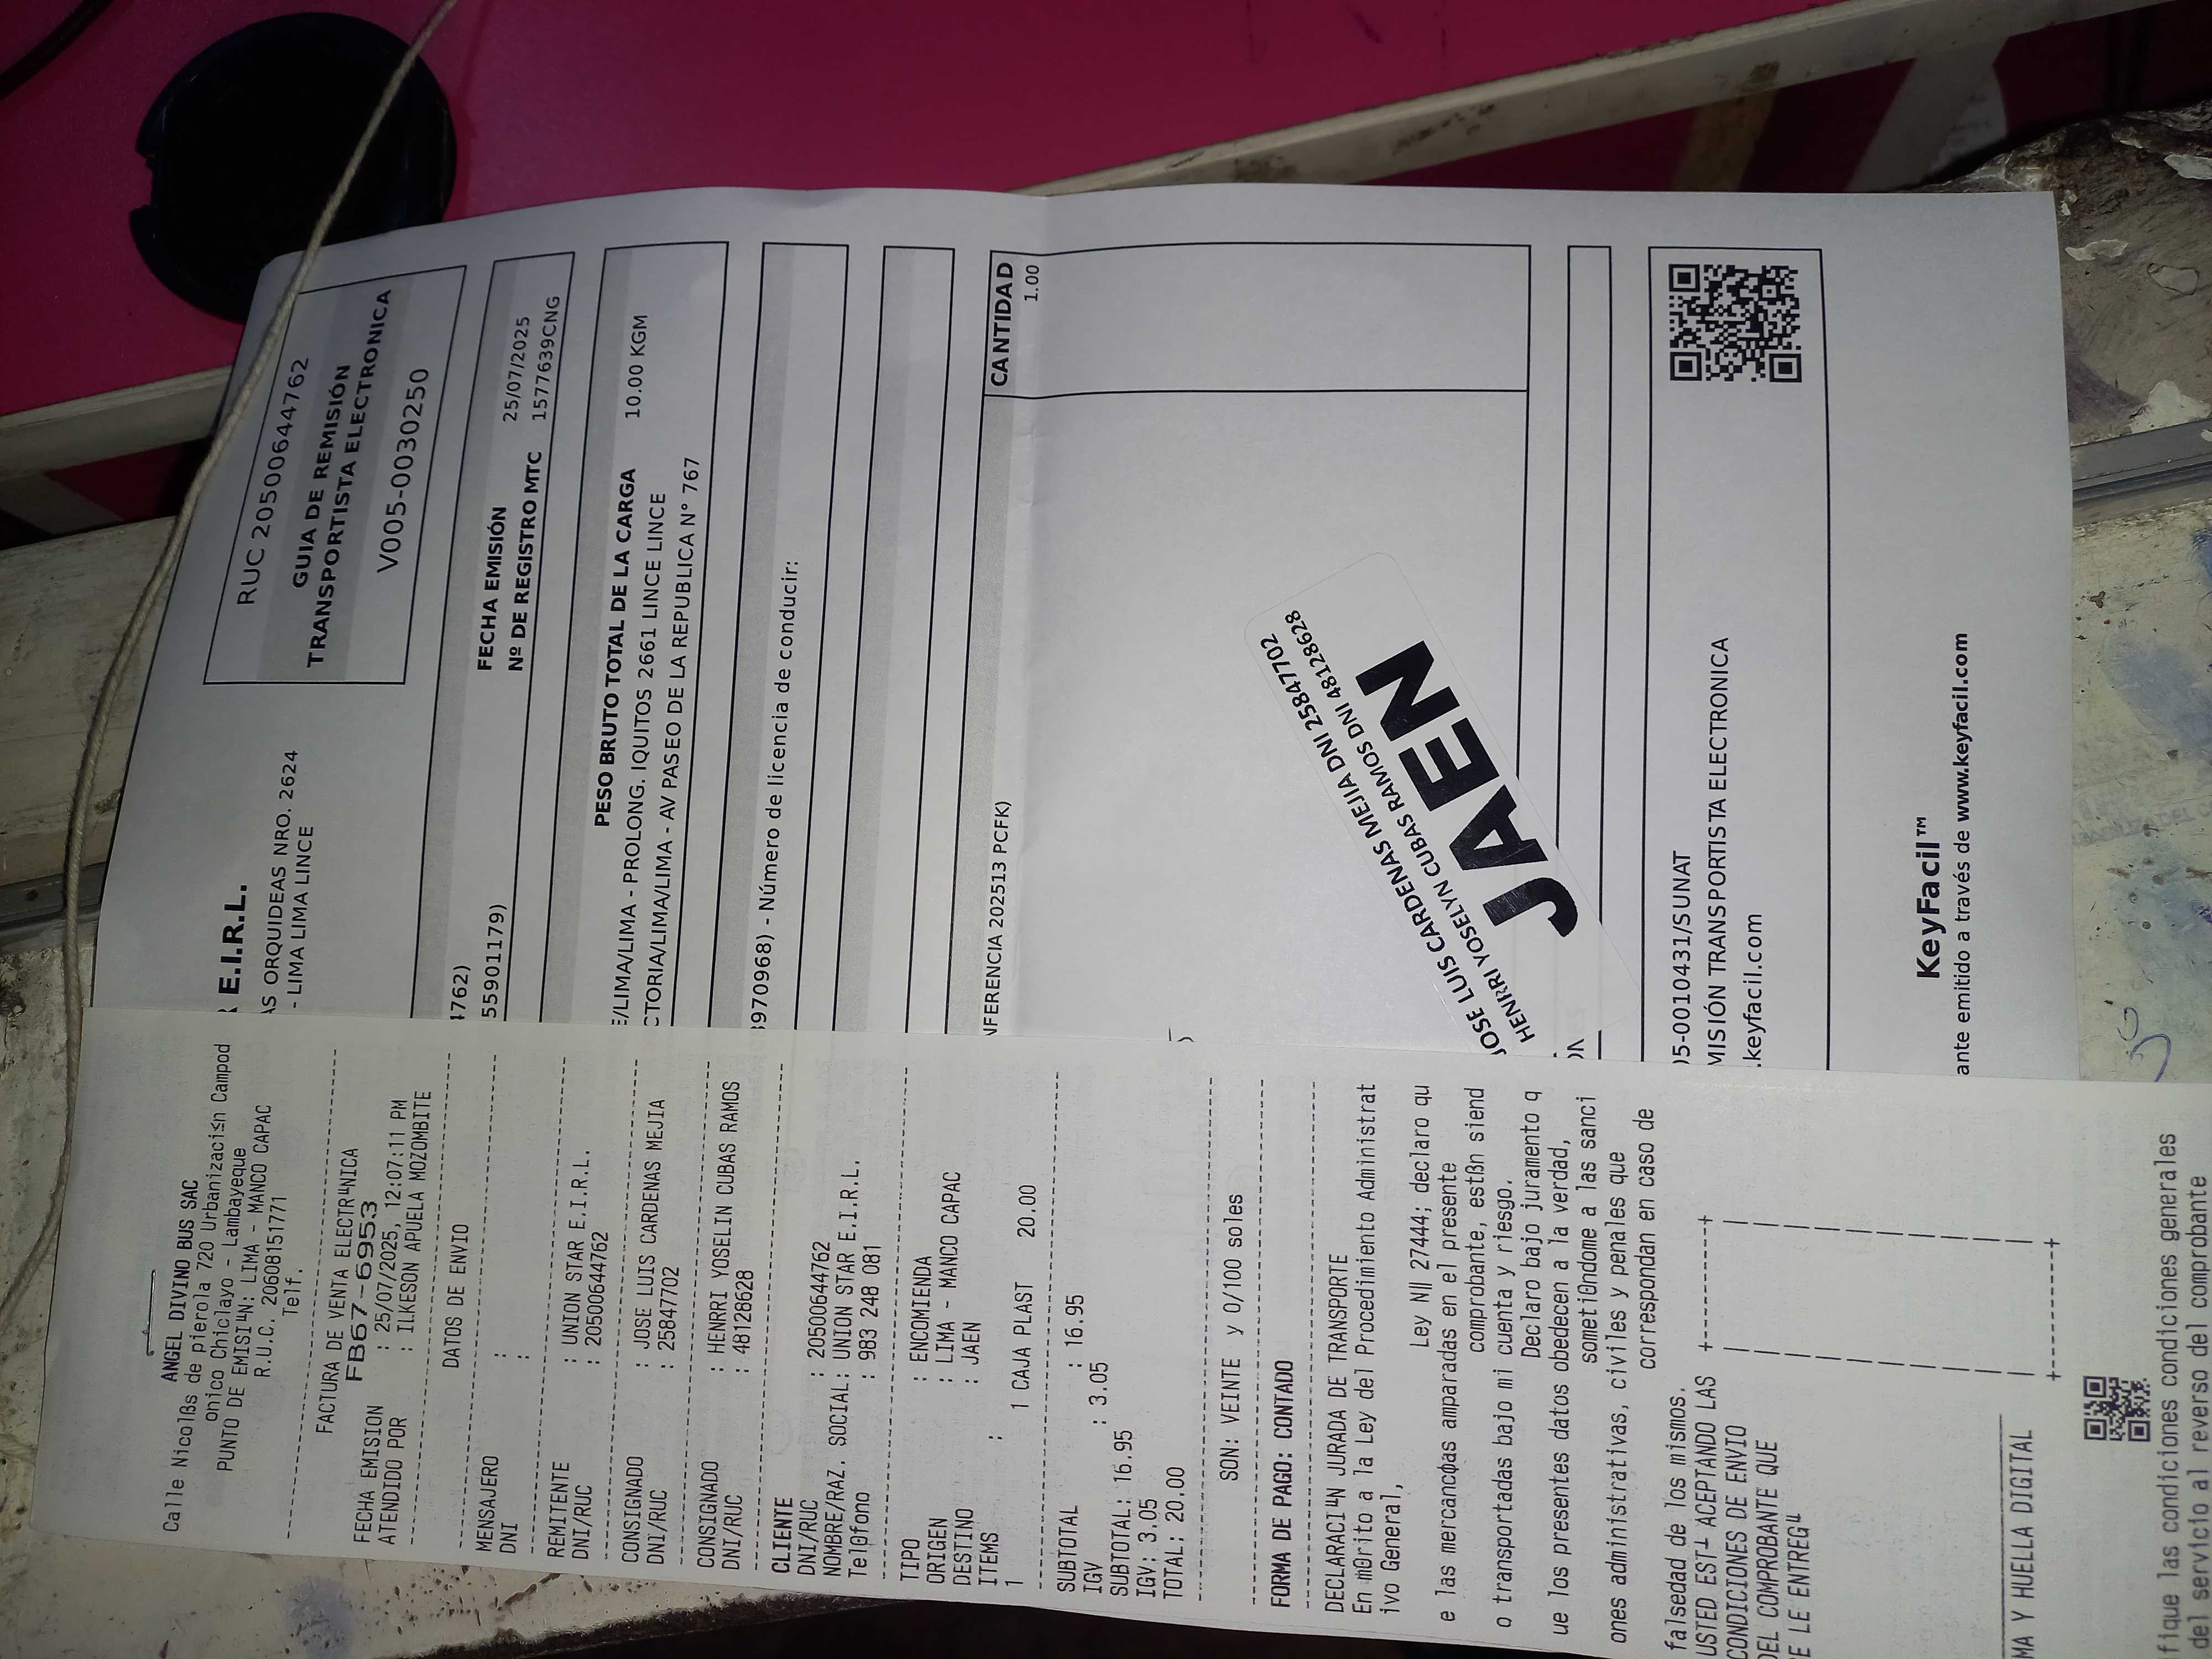 ANGEL DIVINO BUS SAC
Calle Nicolßs de pierola 720 Urbanizaci≤n Campod
onico Chiclayo - Lambayeque
PUNTO DE EMISI╙N: LIMA - MANCO CAPAC
R.U.C. 20608151771
Telf.
FACTURA DE VENTA ELECTR╙NICA
FB67-6953
FECHA EMISION : 25/07/2025, 12:07:11 PM
ATENDIDO POR : ILKESON APUELA MOZOMBITE
DATOS DE ENVIO
MENSAJERO :
DNI :
REMITENTE : UNION STAR E.I.R.L.
DNI/RUC : 20500644762
CONSIGNADO : JOSE LUIS CARDENAS MEJIA
DNI/RUC : 25847702
CONSIGNADO : HENRRI YOSELIN CUBAS RAMOS
DNI/RUC : 48128628
CLIENTE
DNI/RUC : 20500644762
NOMBRE/RAZ. SOCIAL: UNION STAR E.I.R.L.
TelΘfono : 983 248 081
TIPO : ENCOMIENDA
ORIGEN : LIMA - MANCO CAPAC
DESTINO : JAEN
ITEMS :
1 1 CAJA PLAST 20.00
SUBTOTAL : 16.95
IGV : 3.05
SUBTOTAL: 16.95
IGV: 3.05
TOTAL: 20.00
SON: VEINTE y 0/100 soles
FORMA DE PAGO: CONTADO
DECLARACI╙N JURADA DE TRANSPORTE
En mΘrito a la Ley del Procedimiento Administrat
ivo General,
Ley N║ 27444; declaro qu
e las mercancφas amparadas en el presente
comprobante, estßn siend
o transportadas bajo mi cuenta y riesgo.
Declaro bajo juramento q
ue los presentes datos obedecen a la verdad,
sometiΘndome a las sanci
ones administrativas, civiles y penales que
correspondan en caso de
falsedad de los mismos.
USTED EST┴ ACEPTANDO LAS
CONDICIONES DE ENVIO
DEL COMPROBANTE QUE
E LE ENTREG╙
MA Y HUELLA DIGITAL
fique las condiciones condiciones generales
del servicio al reverso del comprobante
R E.I.R.L.
AS ORQUIDEAS NRO. 2624
- LIMA LIMA LINCE
RUC 20500644762
GUIA DE REMISIÓN
TRANSPORTISTA ELECTRONICA
V005-0030250
4762) FECHA EMISIÓN 25/07/2025
55901179) Nº DE REGISTRO MTC 1577639CNG
PESO BRUTO TOTAL DE LA CARGA 10.00 KGM
E/LIMA/LIMA - PROLONG. IQUITOS 2661 LINCE LINCE
CTORIA/LIMA/LIMA - AV PASEO DE LA REPUBLICA N° 767
9710968) - Número de licencia de conducir:
CANTIDAD
NFERENCIA 202513 PCFK) 1.00
JOSE LUIS CARDENAS MEJIA DNI 25847702
HENRRI YOSELYN CUBAS RAMOS DNI 48128628
JAEN
05-0010431/SUNAT
MISIÓN TRANSPORTISTA ELECTRONICA
.keyfacil.com
KeyFacil™
ante emitido a través de www.keyfacil.com